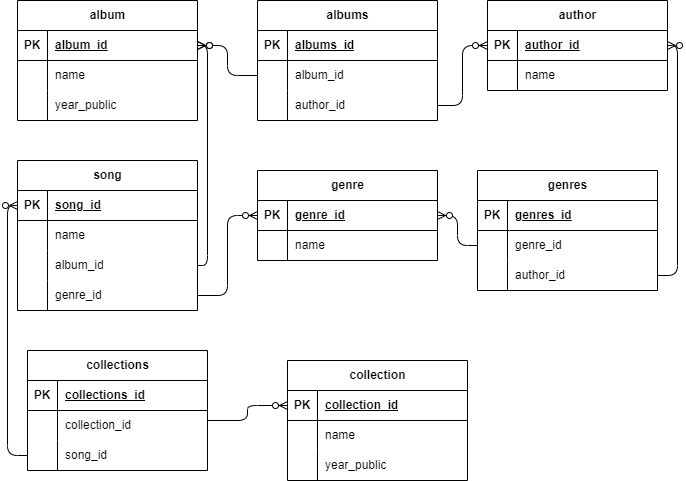 album
PK album_id
name
year_public
albums
PK albums_id
album_id
author_id
author
PK author_id
name
song
PK song_id
name
album_id
genre_id
genre
PK genre_id
name
genres
PK genres_id
genre_id
author_id
collections
PK collections_id
collection_id
song_id
collection
PK collection_id
name
year_public